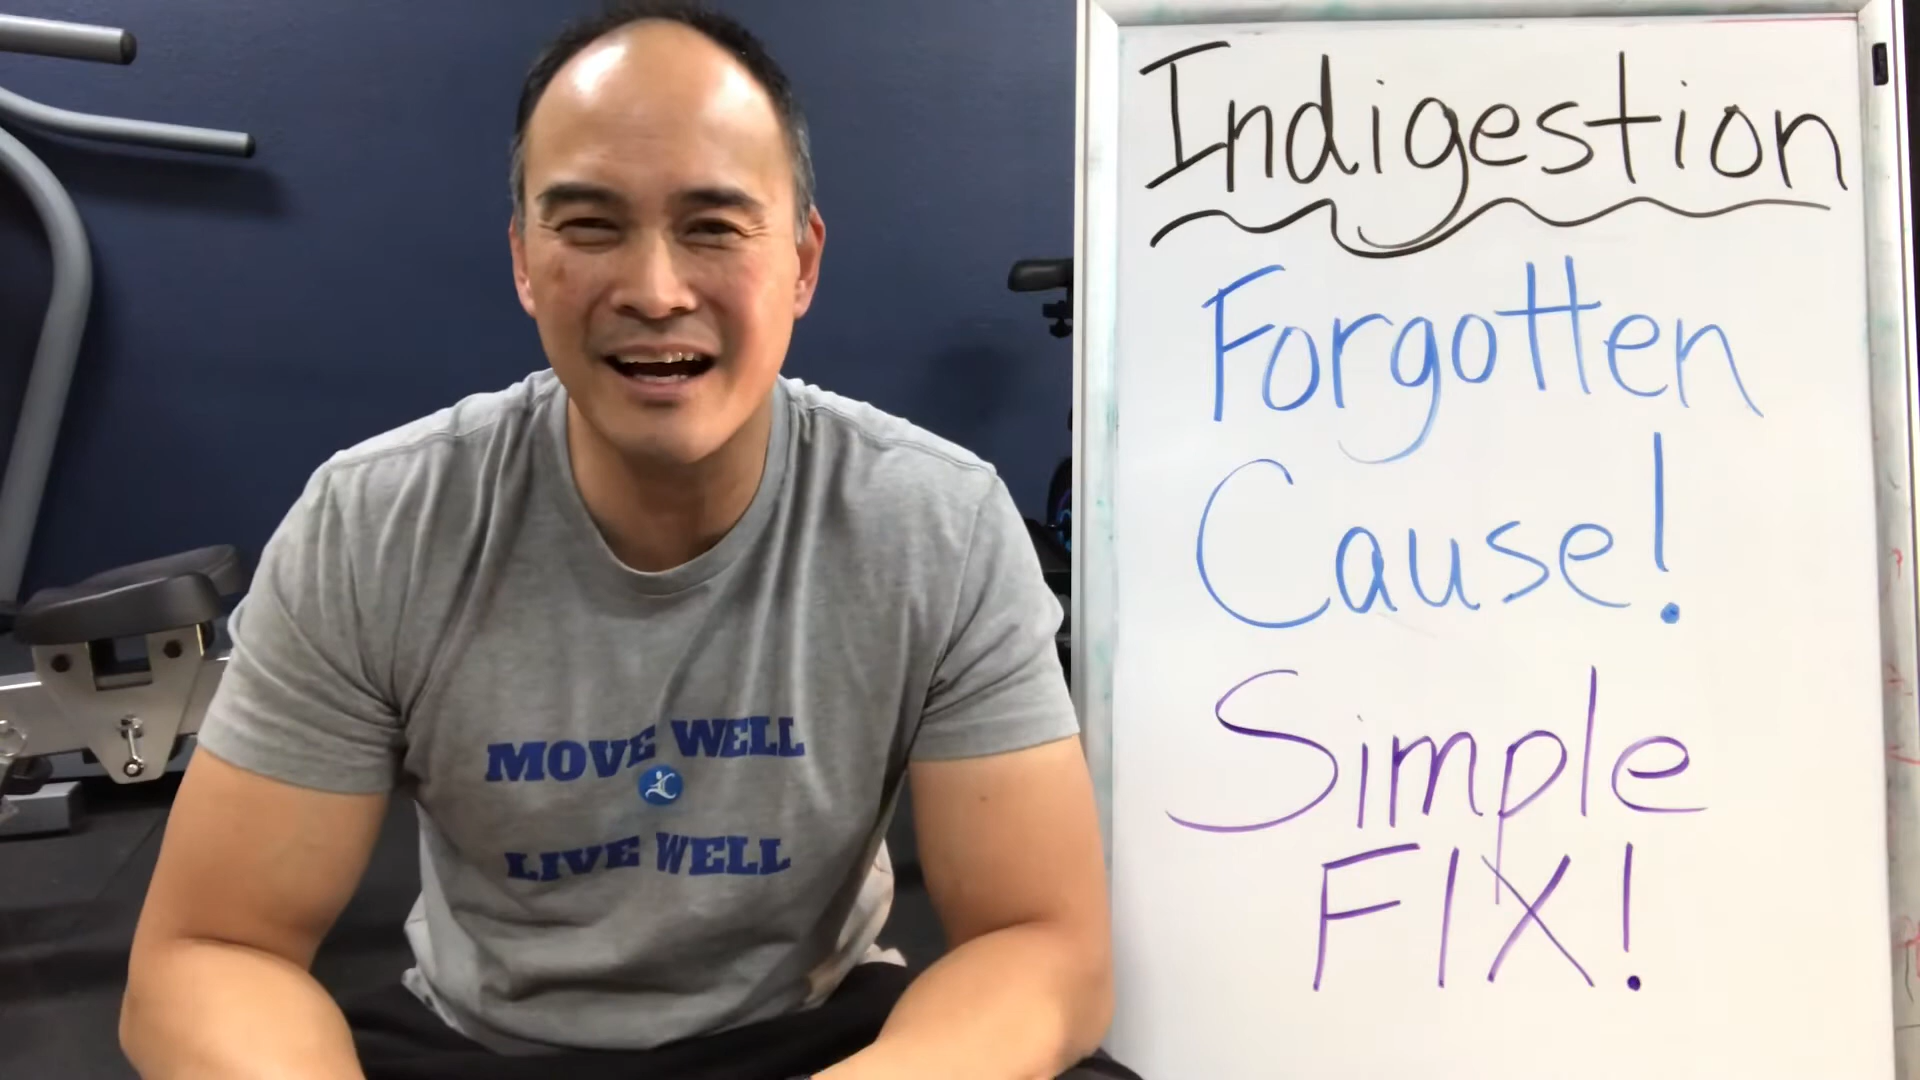 Indigestion
Forgotten
Cause!
Simple
FIX!
MOVE WELL
LIVE WELL